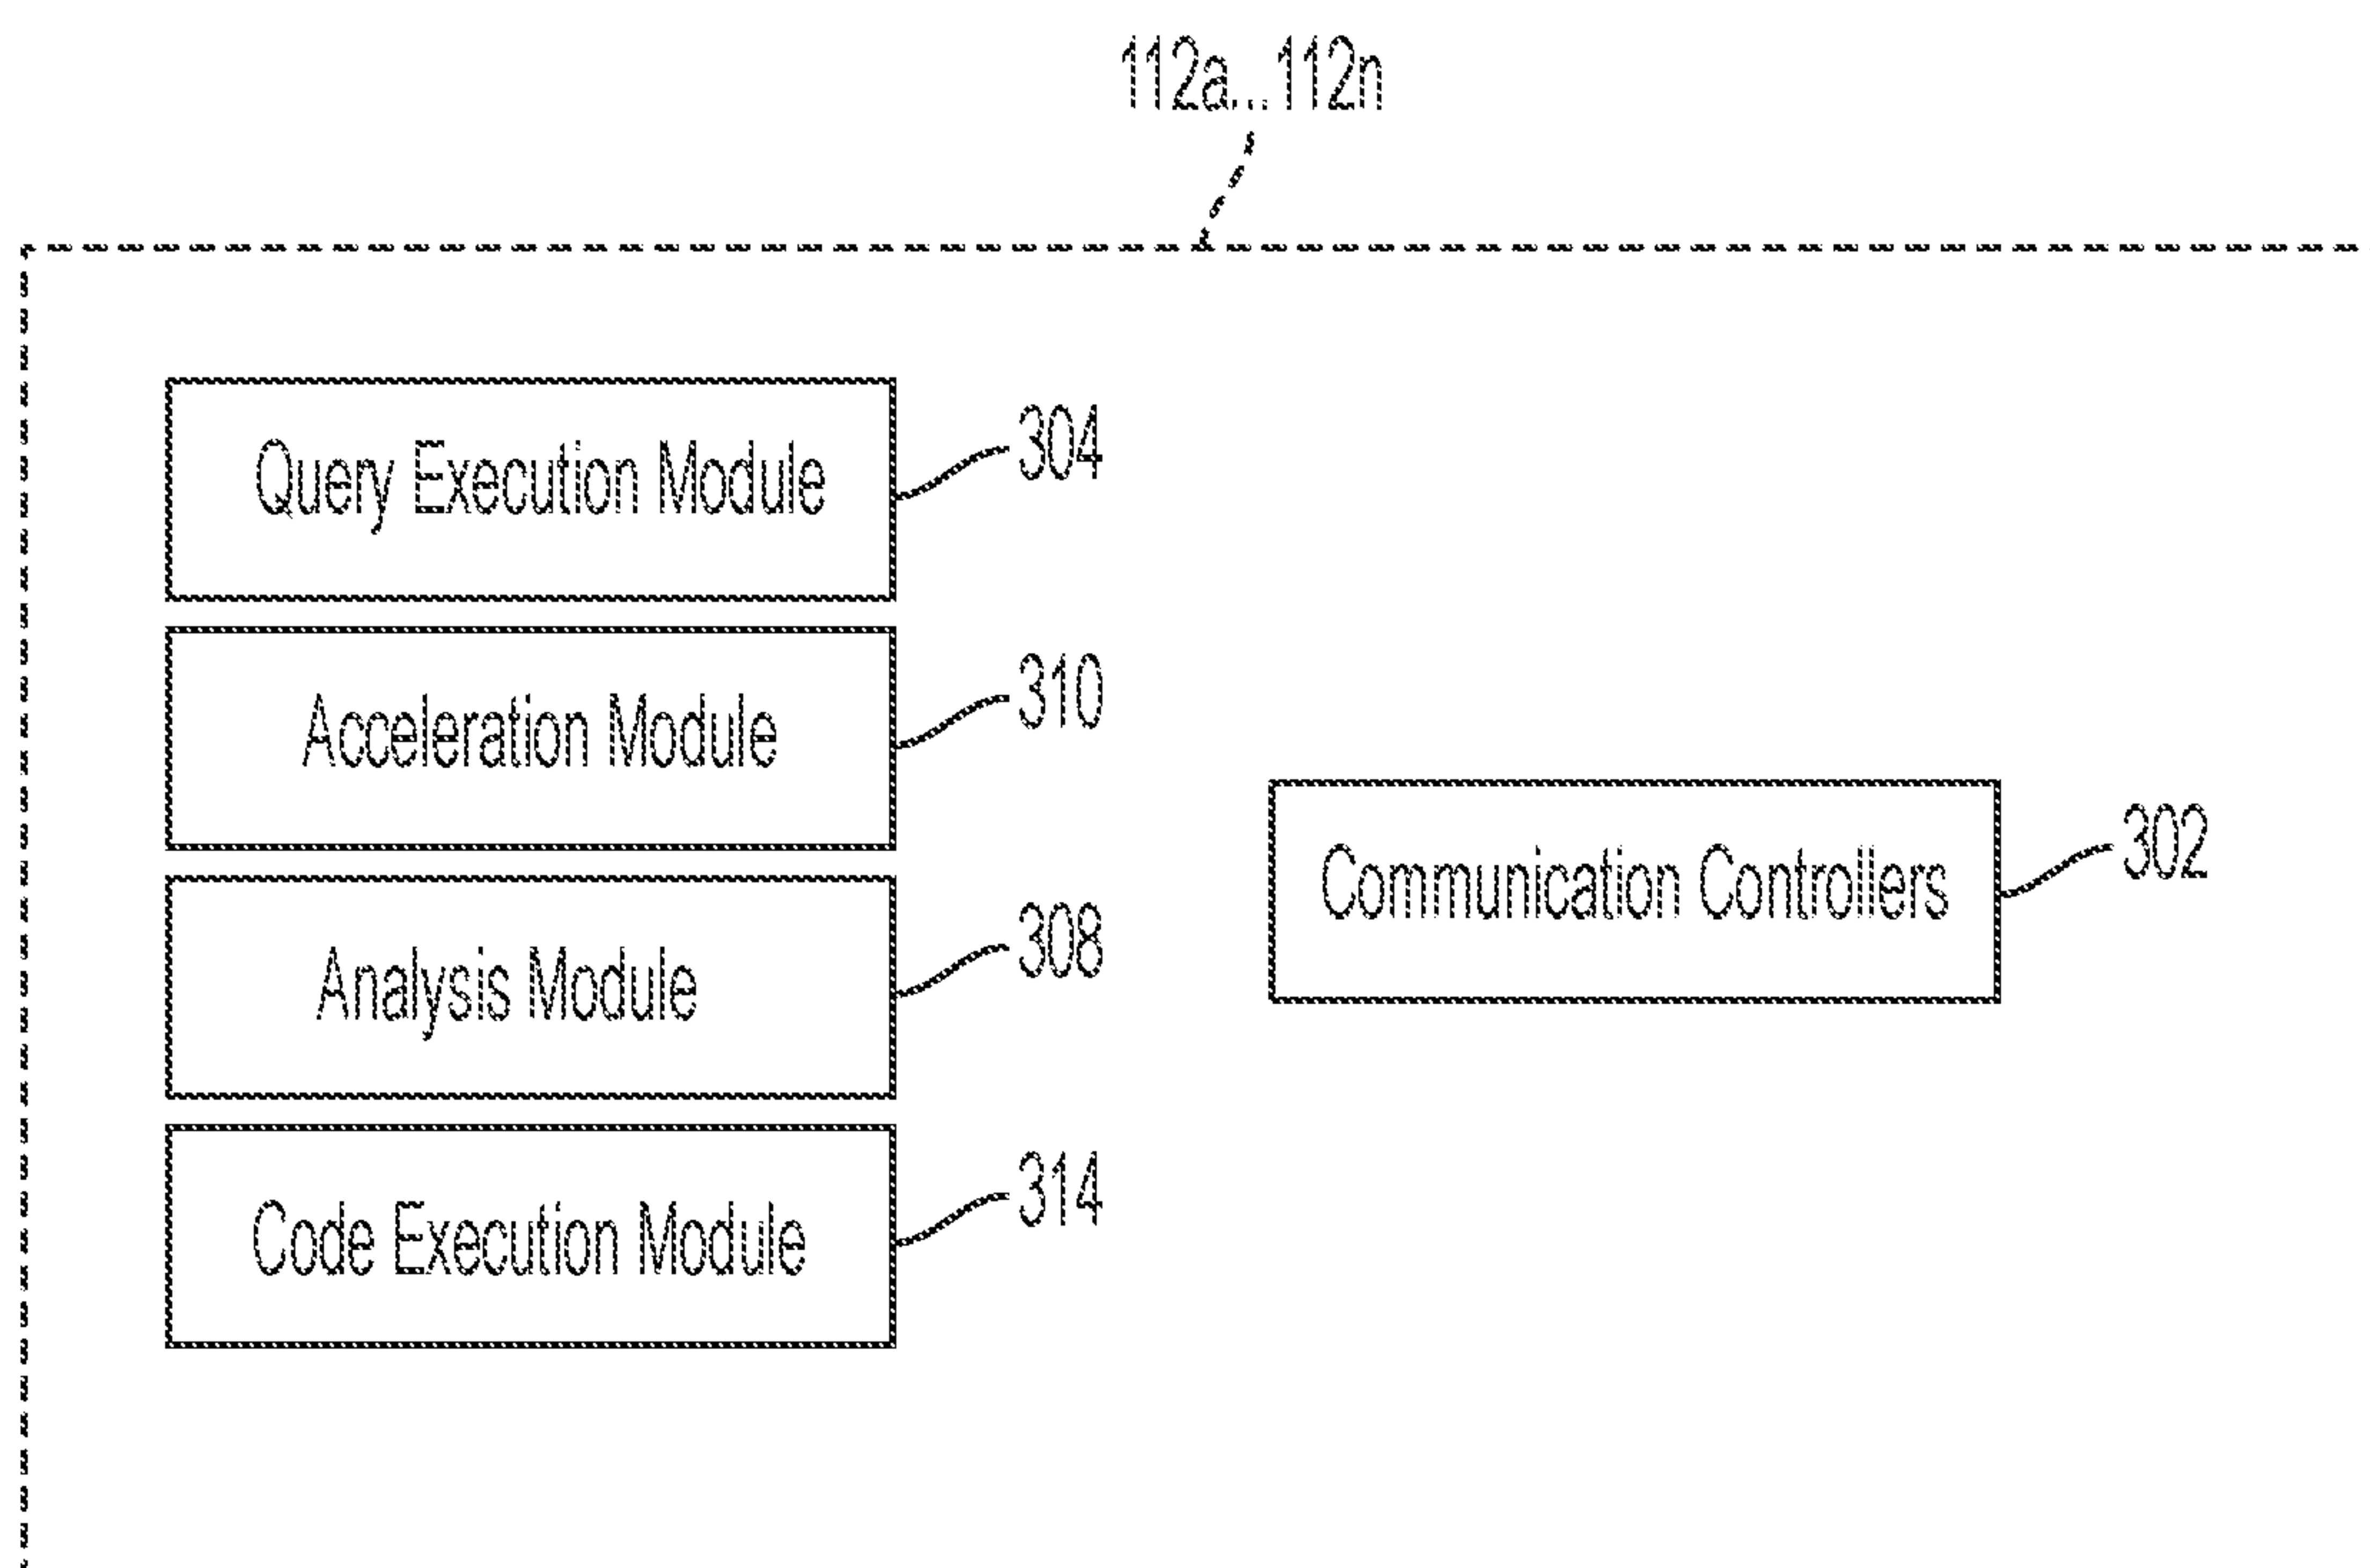 112a...112n
Query Execution Module
304
Acceleration Module
310
Analysis Module
308
Communication Controllers
302
Code Execution Module
314